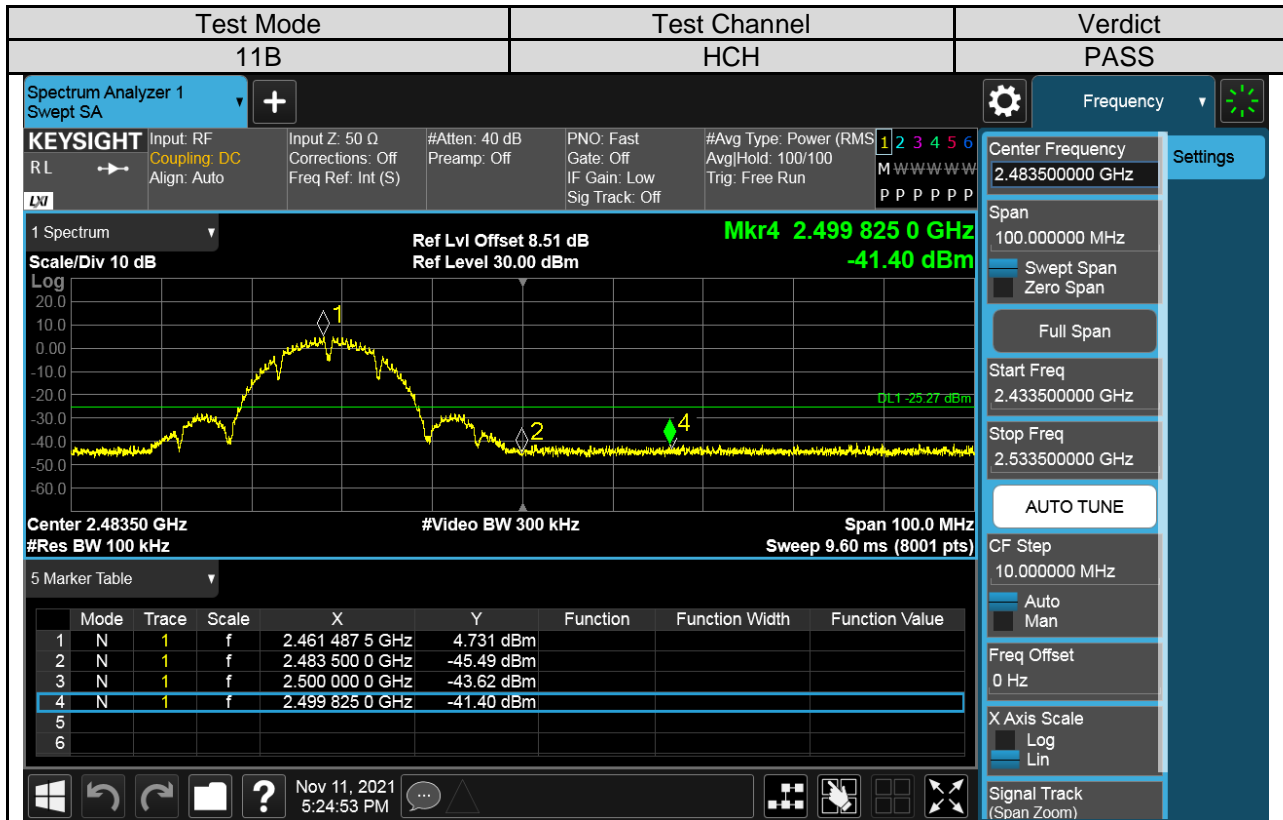 Test Mode Test Channel Verdict
11B HCH PASS
Spectrum Analyzer 1
Swept SA
+
Frequency
KEYSIGHT Input: RF Input Z: 50 Ω #Atten: 40 dB PNO: Fast #Avg Type: Power (RMS 1 2 3 4 5 6
RL Coupling: DC Corrections: Off Preamp: Off Gate: Off Avg|Hold: 100/100 M W W W W W
Align: Auto Freq Ref: Int (S) IF Gain: Low Trig: Free Run
LXI Sig Track: Off P P P P P P
1 Spectrum
Ref Lvl Offset 8.51 dB Mkr4 2.499 825 0 GHz
Scale/Div 10 dB Ref Level 30.00 dBm -41.40 dBm
Log
20.0
10.0
0.00
-10.0
-20.0
-30.0
-40.0
-50.0
-60.0
1
DL1 -25.27 dBm
2
4
Center 2.48350 GHz #Video BW 300 kHz Span 100.0 MHz
#Res BW 100 kHz Sweep 9.60 ms (8001 pts)
5 Marker Table
Mode Trace Scale X Y Function Function Width Function Value
1 N 1 f 2.461 487 5 GHz 4.731 dBm
2 N 1 f 2.483 500 0 GHz -45.49 dBm
3 N 1 f 2.500 000 0 GHz -43.62 dBm
4 N 1 f 2.499 825 0 GHz -41.40 dBm
5
6
Center Frequency
2.483500000 GHz
Settings
Span
100.000000 MHz
Swept Span
Zero Span
Full Span
Start Freq
2.433500000 GHz
Stop Freq
2.533500000 GHz
AUTO TUNE
CF Step
10.000000 MHz
Auto
Man
Freq Offset
0 Hz
X Axis Scale
Log
Lin
Signal Track
(Span Zoom)
?
Nov 11, 2021
5:24:53 PM